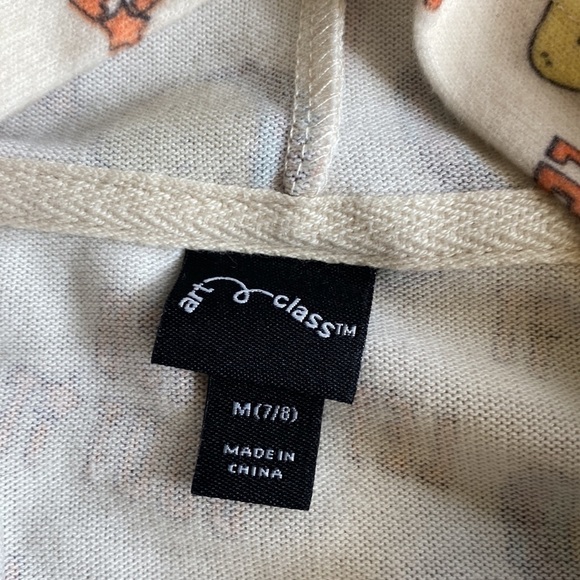 art class™
M(7/8)
MADE IN
CHINA